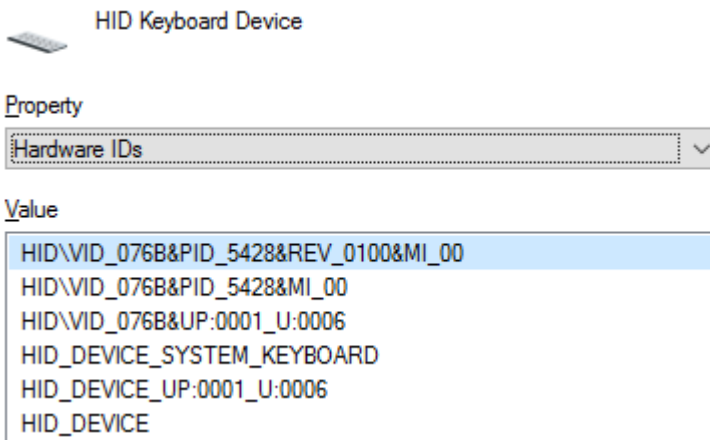 HID Keyboard Device
Property
Hardware IDs
Value
HID\VID_076B&PID_5428&REV_0100&MI_00
HID\VID_076B&PID_5428&MI_00
HID\VID_076B&UP:0001_U:0006
HID_DEVICE_SYSTEM_KEYBOARD
HID_DEVICE_UP:0001_U:0006
HID_DEVICE